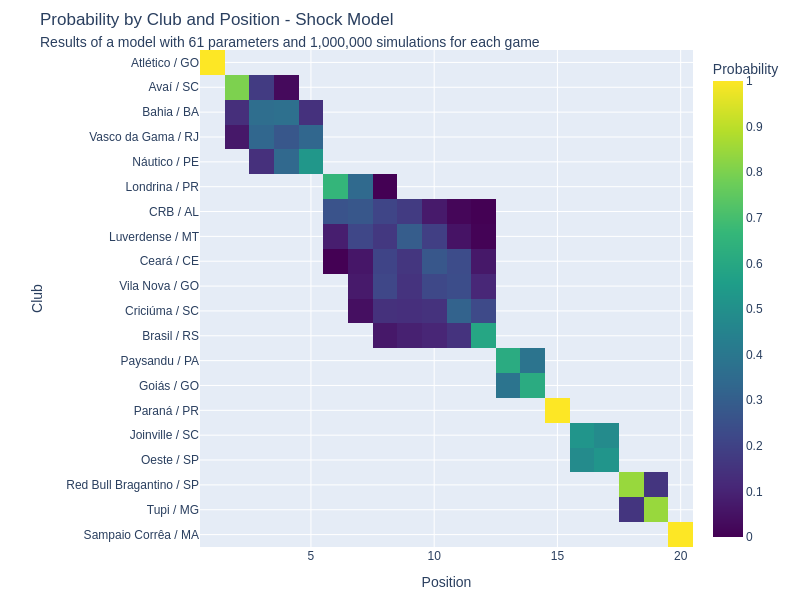 Probability by Club and Position - Shock Model
Results of a model with 61 parameters and 1,000,000 simulations for each game
Probability
Club
Atlético / GO
Avaí / SC
Bahia / BA
Vasco da Gama / RJ
Náutico / PE
Londrina / PR
CRB / AL
Luverdense / MT
Ceará / CE
Vila Nova / GO
Criciúma / SC
Brasil / RS
Paysandu / PA
Goiás / GO
Paraná / PR
Joinville / SC
Oeste / SP
Red Bull Bragantino / SP
Tupi / MG
Sampaio Corrêa / MA
1
0.9
0.8
0.7
0.6
0.5
0.4
0.3
0.2
0.1
0
5 10 15 20
Position